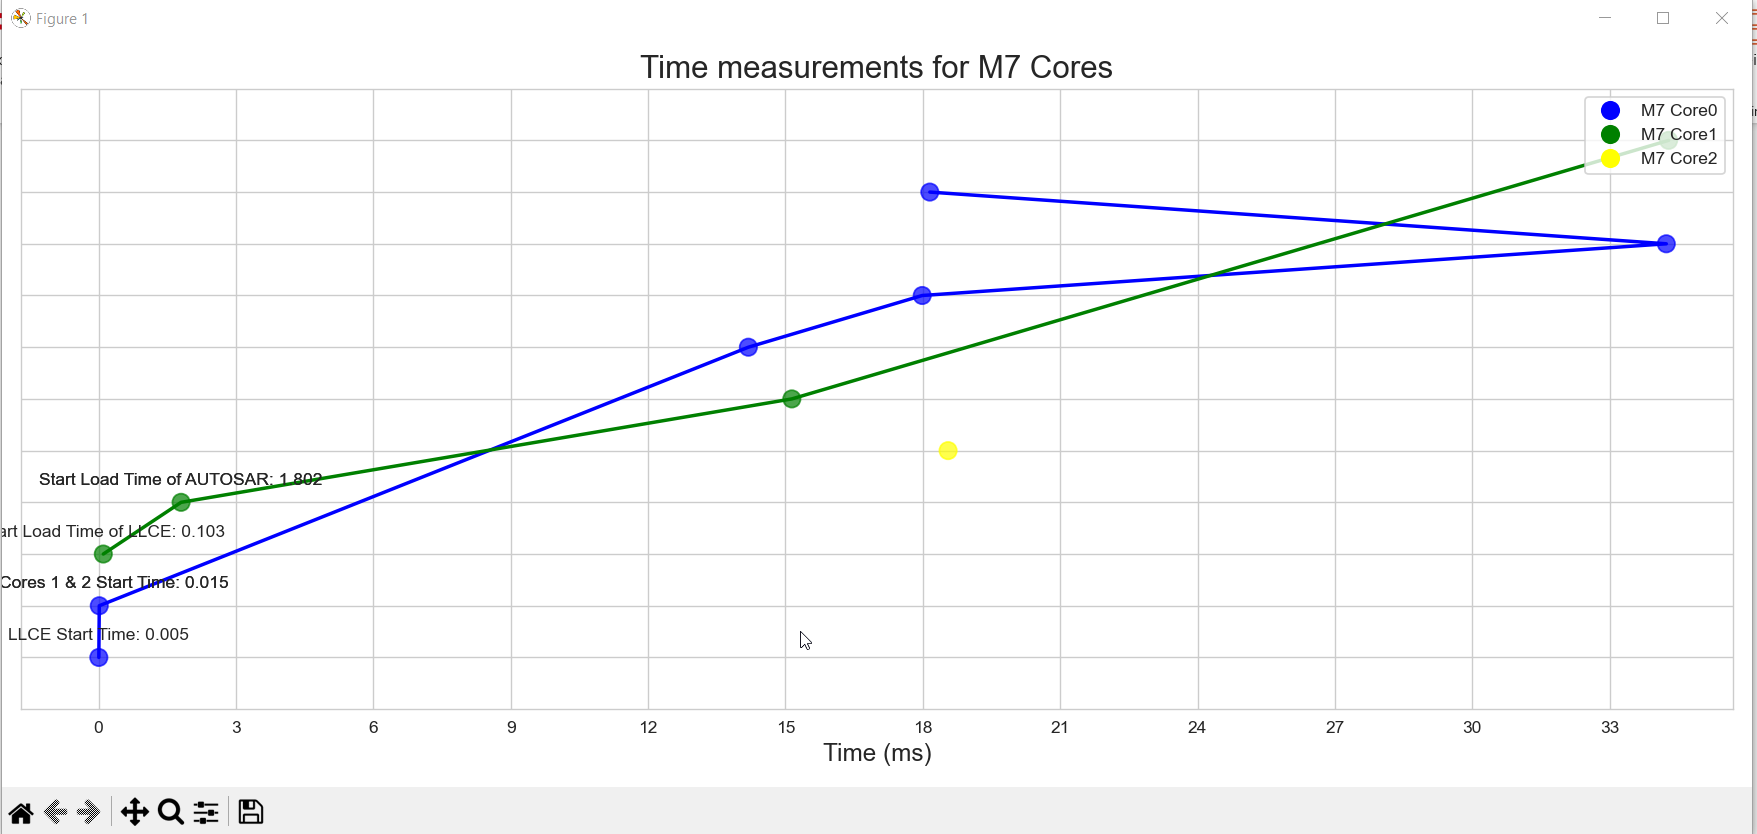 Figure 1
Time measurements for M7 Cores
M7 Core0
M7 Core1
M7 Core2
Start Load Time of AUTOSAR: 1.802
Load Time of LLCE: 0.103
Cores 1 & 2 Start Time: 0.015
LLCE Start Time: 0.005
0 3 6 9 12 15 18 21 24 27 30 33
Time (ms)